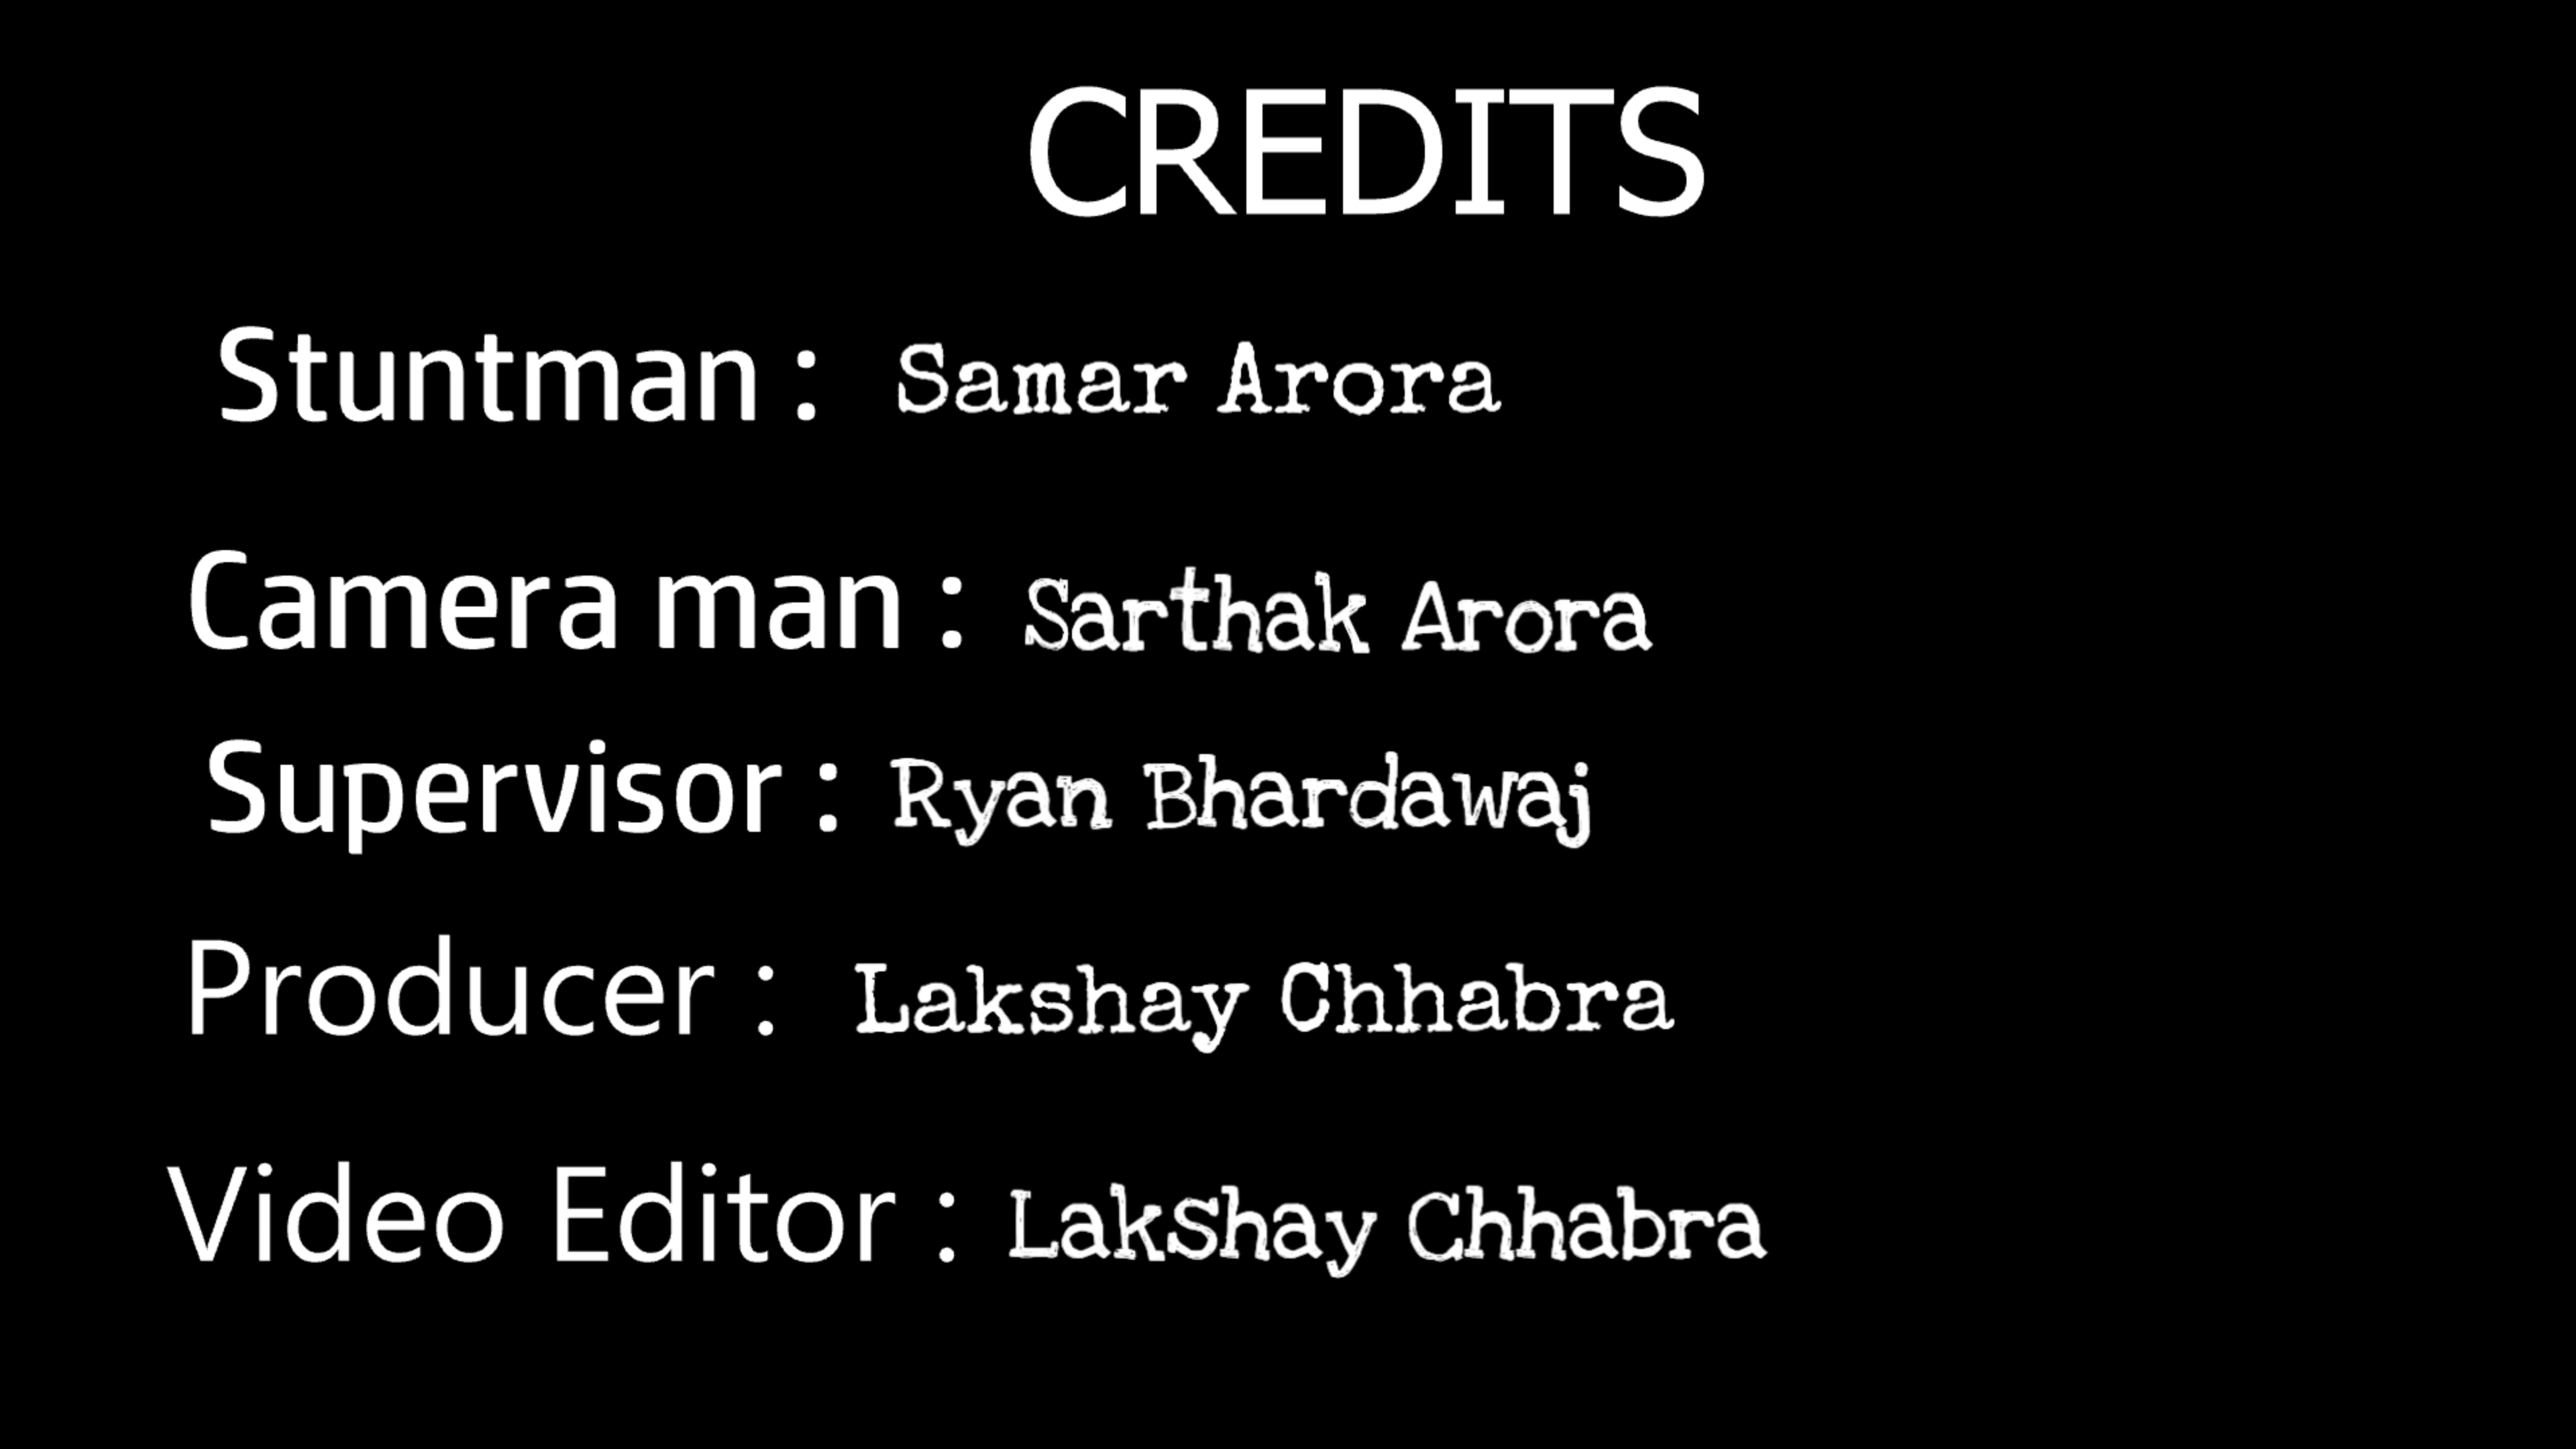 CREDITS
Stuntman : Samar Arora
Camera man : Sarthak Arora
Supervisor : Ryan Bhardawaj
Producer : Lakshay Chhabra
Video Editor : Lakshay Chhabra